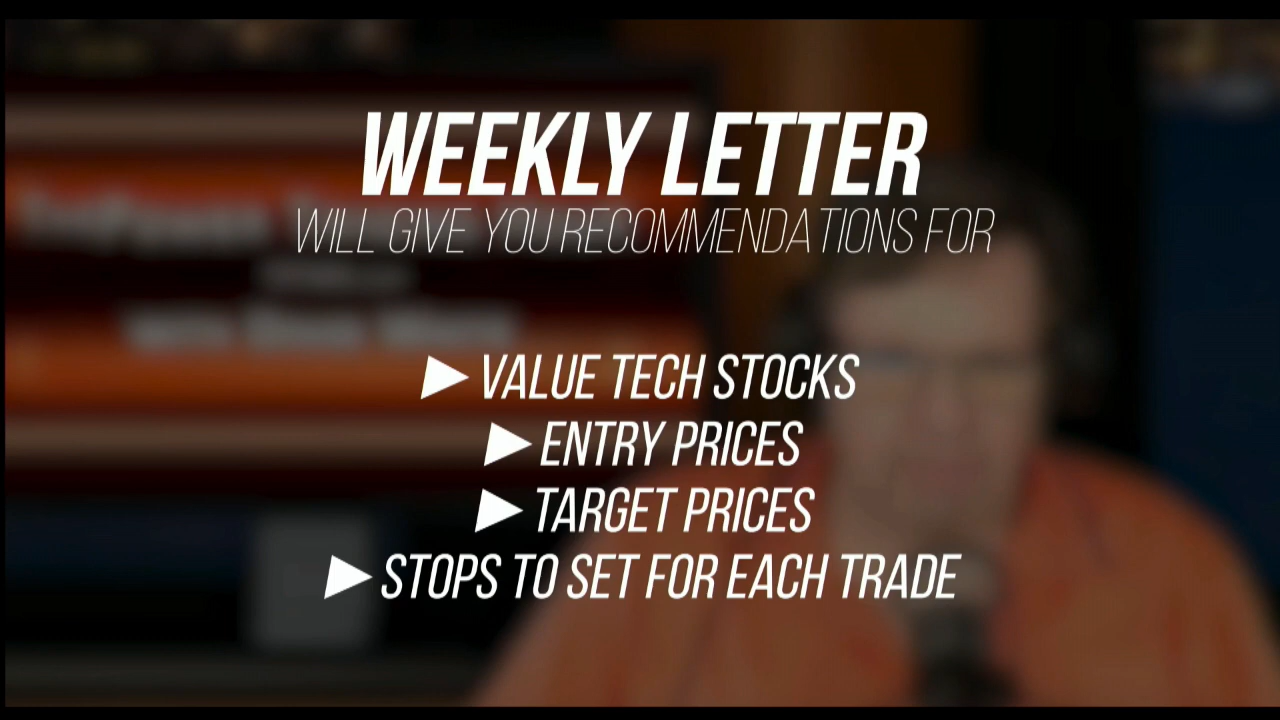 WEEKLY LETTER
WILL GIVE YOU RECOMMENDATIONS FOR
► VALUE TECH STOCKS
► ENTRY PRICES
► TARGET PRICES
► STOPS TO SET FOR EACH TRADE